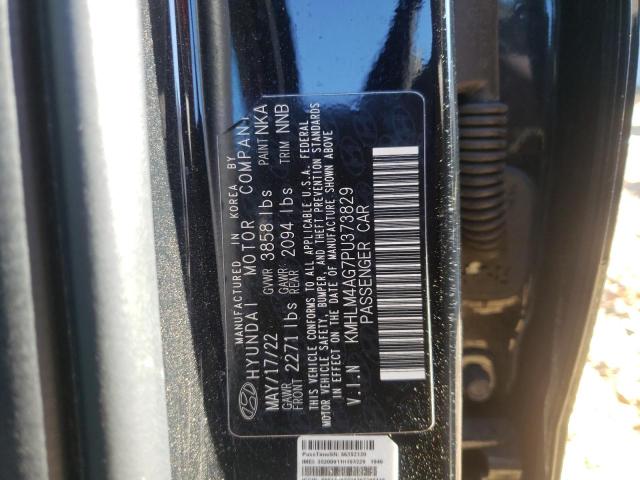 MANUFACTURED IN KOREA BY
HYUNDAI MOTOR COMPANY
MAY/17/22 GVWR 3858 lbs PAINT NKA
GAWR FRONT 2271 lbs GAWR REAR 2094 lbs TRIM NNB
THIS VEHICLE CONFORMS TO ALL APPLICABLE U.S.A. FEDERAL
MOTOR VEHICLE SAFETY, BUMPER, AND THEFT PREVENTION STANDARDS
IN EFFECT ON THE DATE OF MANUFACTURE SHOWN ABOVE
V.I.N KMHLM4AG7PU373829
PASSENGER CAR
PassTimeSN:
IMEI: